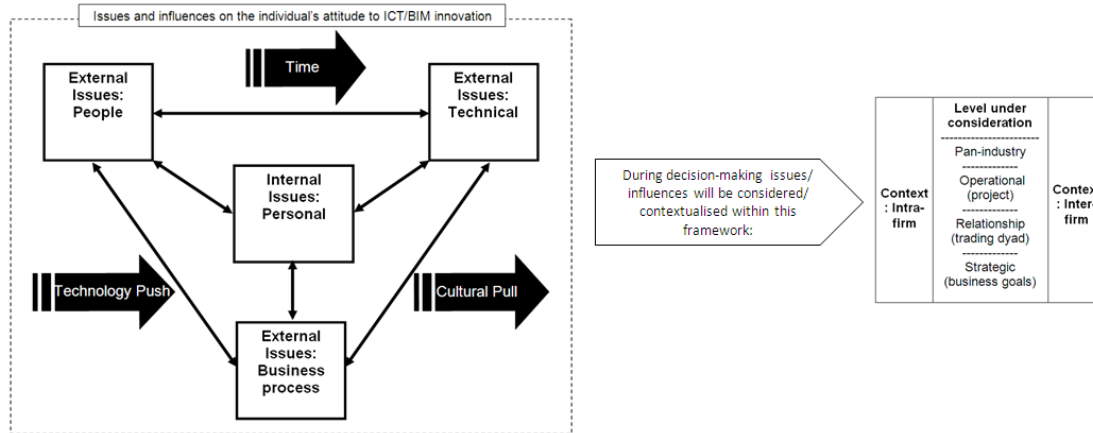 Issues and influences on the individual's attitude to ICT/BIM innovation
Time
External
Issues:
People
External
Issues:
Technical
Internal
Issues:
Personal
Technology Push
Cultural Pull
External
Issues:
Business
process
During decision-making issues/
influences will be considered/
contextualised within this
framework:
Context
: Intra-
firm
Level under
consideration
Pan-industry
Operational
(project)
Relationship
(trading dyad)
Strategic
(business goals)
: Inter-
firm